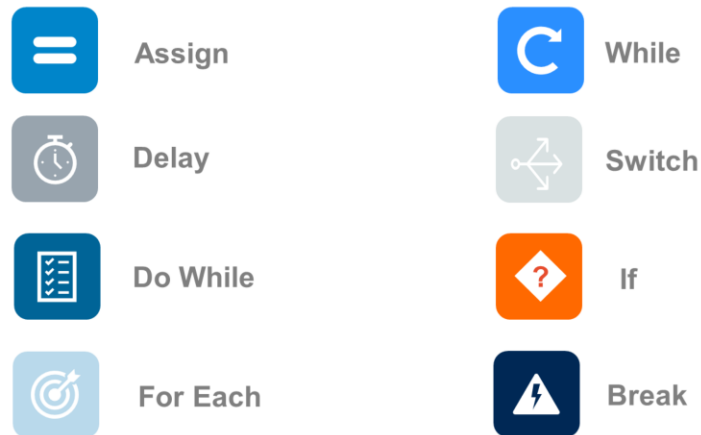 Assign
While
Delay
Switch
Do While
?
If
For Each
Break